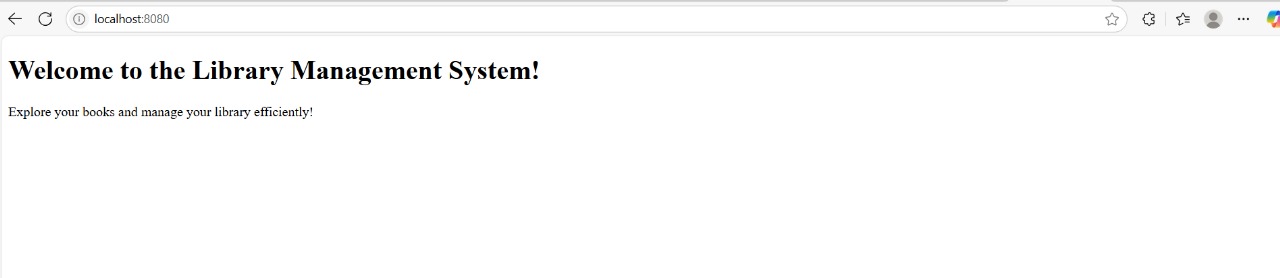 localhost:8080
Welcome to the Library Management System!
Explore your books and manage your library efficiently!